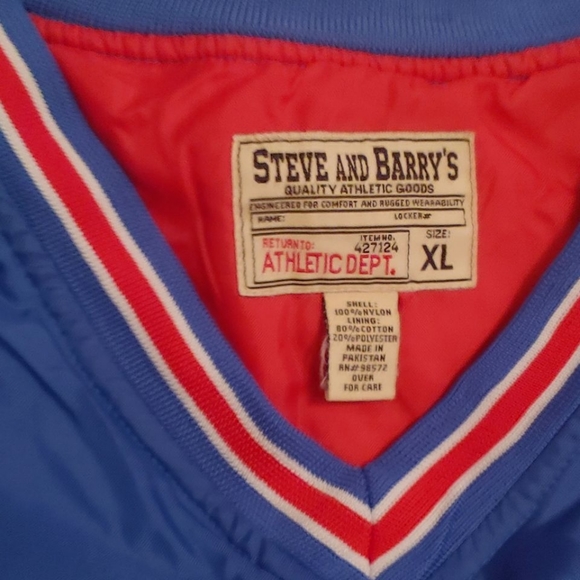 STEVE AND BARRY'S
QUALITY ATHLETIC GOODS
ENGINEERED FOR COMFORT AND RUGGED WEARABILITY
NAME: LOCKER#
RETURN TO: ITEM NO. SIZE:
427124
ATHLETIC DEPT. XL
SHELL:
100%NYLON
LINING:
80%COTTON
20%POLYESTER
MADE IN
PAKISTAN
RN# 98572
OVER
FOR CARE